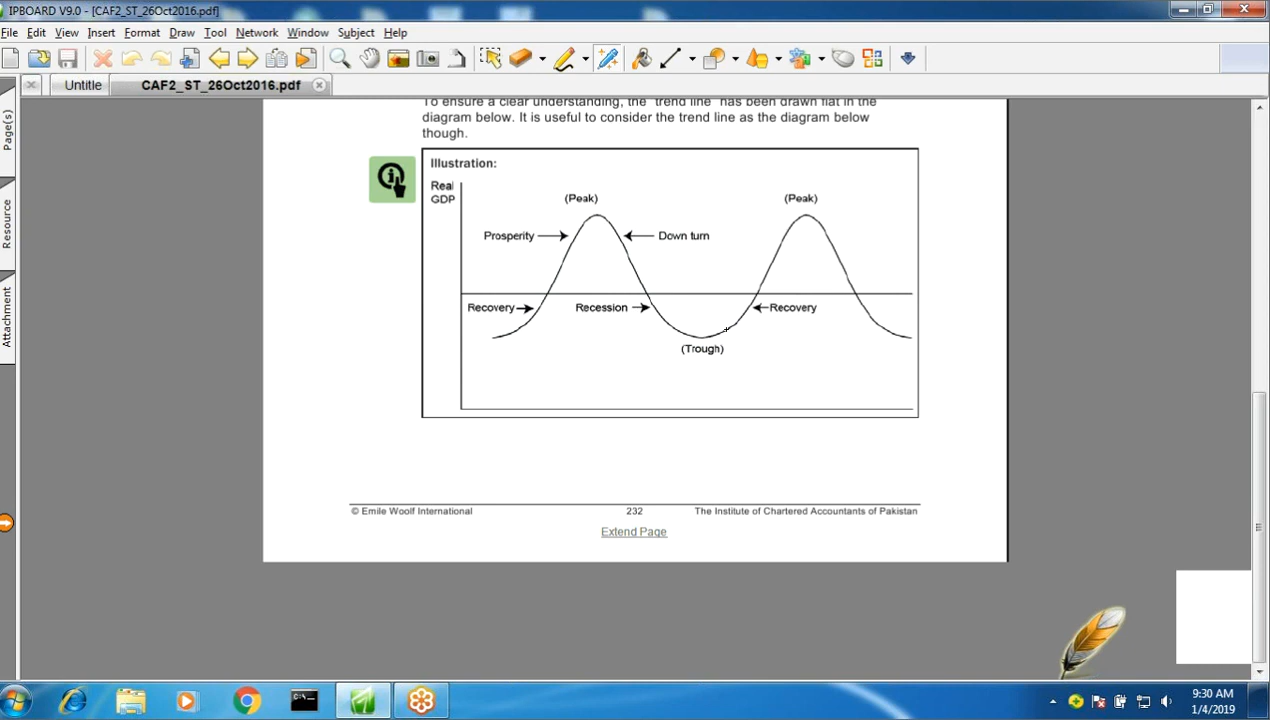 IPBOARD V9.0 - [CAF2_ST_26Oct2016.pdf]
File Edit View Insert Format Draw Tool Network Window Subject Help
Untitle CAF2_ST_26Oct2016.pdf
Page(s)
Resource
Attachment
To ensure a clear understanding, the "trend line" has been drawn flat in the
diagram below. It is useful to consider the trend line as the diagram below
though.
Illustration:
Real
GDP
(Peak) (Peak)
Prosperity Down turn
Recovery Recession Recovery
(Trough)
© Emile Woolf International 232 The Institute of Chartered Accountants of Pakistan
Extend Page
9:30 AM
1/4/2019